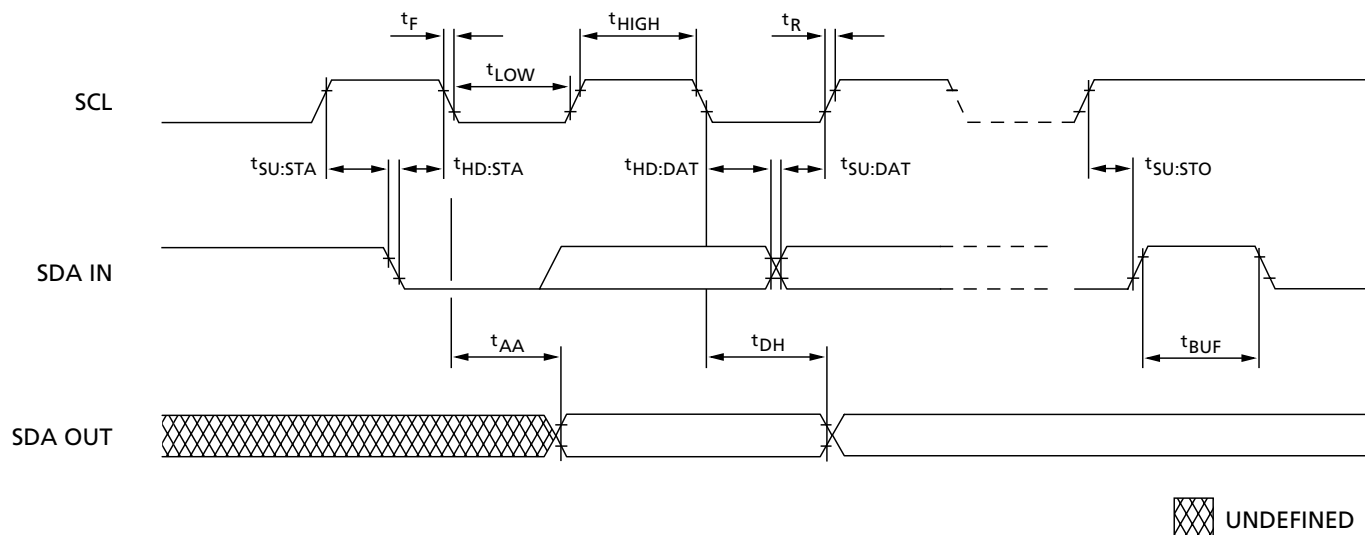 tF
tHIGH
tR
tLOW
SCL
tSU:STA
tHD:STA
tHD:DAT
tSU:DAT
tSU:STO
SDA IN
tAA
tDH
tBUF
SDA OUT
UNDEFINED